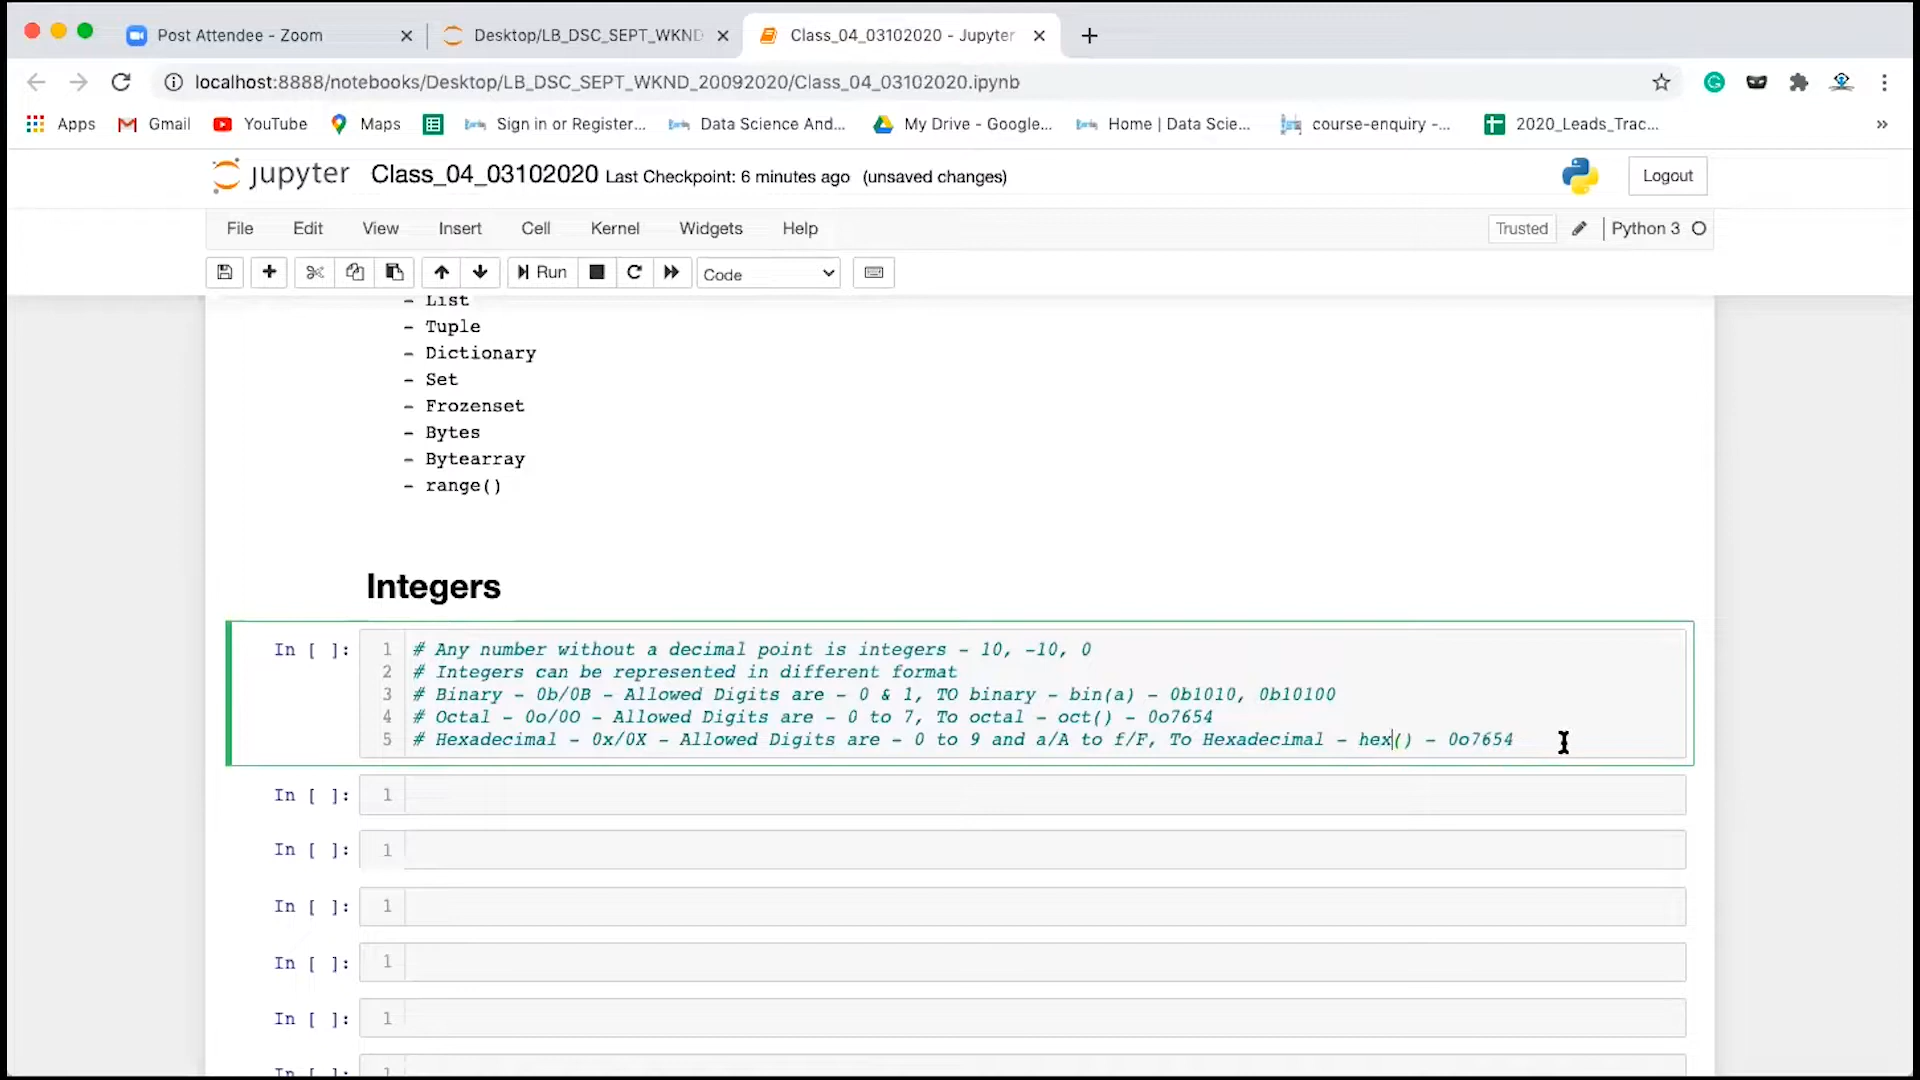 Post Attendee - Zoom
Desktop/LB_DSC_SEPT_WKND
Class_04_03102020 - Jupyter
localhost:8888/notebooks/Desktop/LB_DSC_SEPT_WKND_20092020/Class_04_03102020.ipynb
Apps Gmail YouTube Maps Sign in or Register... Data Science And... My Drive - Google... Home | Data Scie... course-enquiry -... 2020_Leads_Trac... »
jupyter Class_04_03102020 Last Checkpoint: 6 minutes ago (unsaved changes) Logout
File Edit View Insert Cell Kernel Widgets Help Trusted Python 3
Run Code
- List
- Tuple
- Dictionary
- Set
- Frozenset
- Bytes
- Bytearray
- range()
Integers
In [ ]: 1 # Any number without a decimal point is integers - 10, -10, 0
2 # Integers can be represented in different format
3 # Binary - 0b/0B - Allowed Digits are - 0 & 1, TO binary - bin(a) - 0b1010, 0b10100
4 # Octal - 0o/0O - Allowed Digits are - 0 to 7, To octal - oct() - 0o7654
5 # Hexadecimal - 0x/0X - Allowed Digits are - 0 to 9 and a/A to f/F, To Hexadecimal - hex() - 0o7654
In [ ]: 1
In [ ]: 1
In [ ]: 1
In [ ]: 1
In [ ]: 1
In [ ]: 1